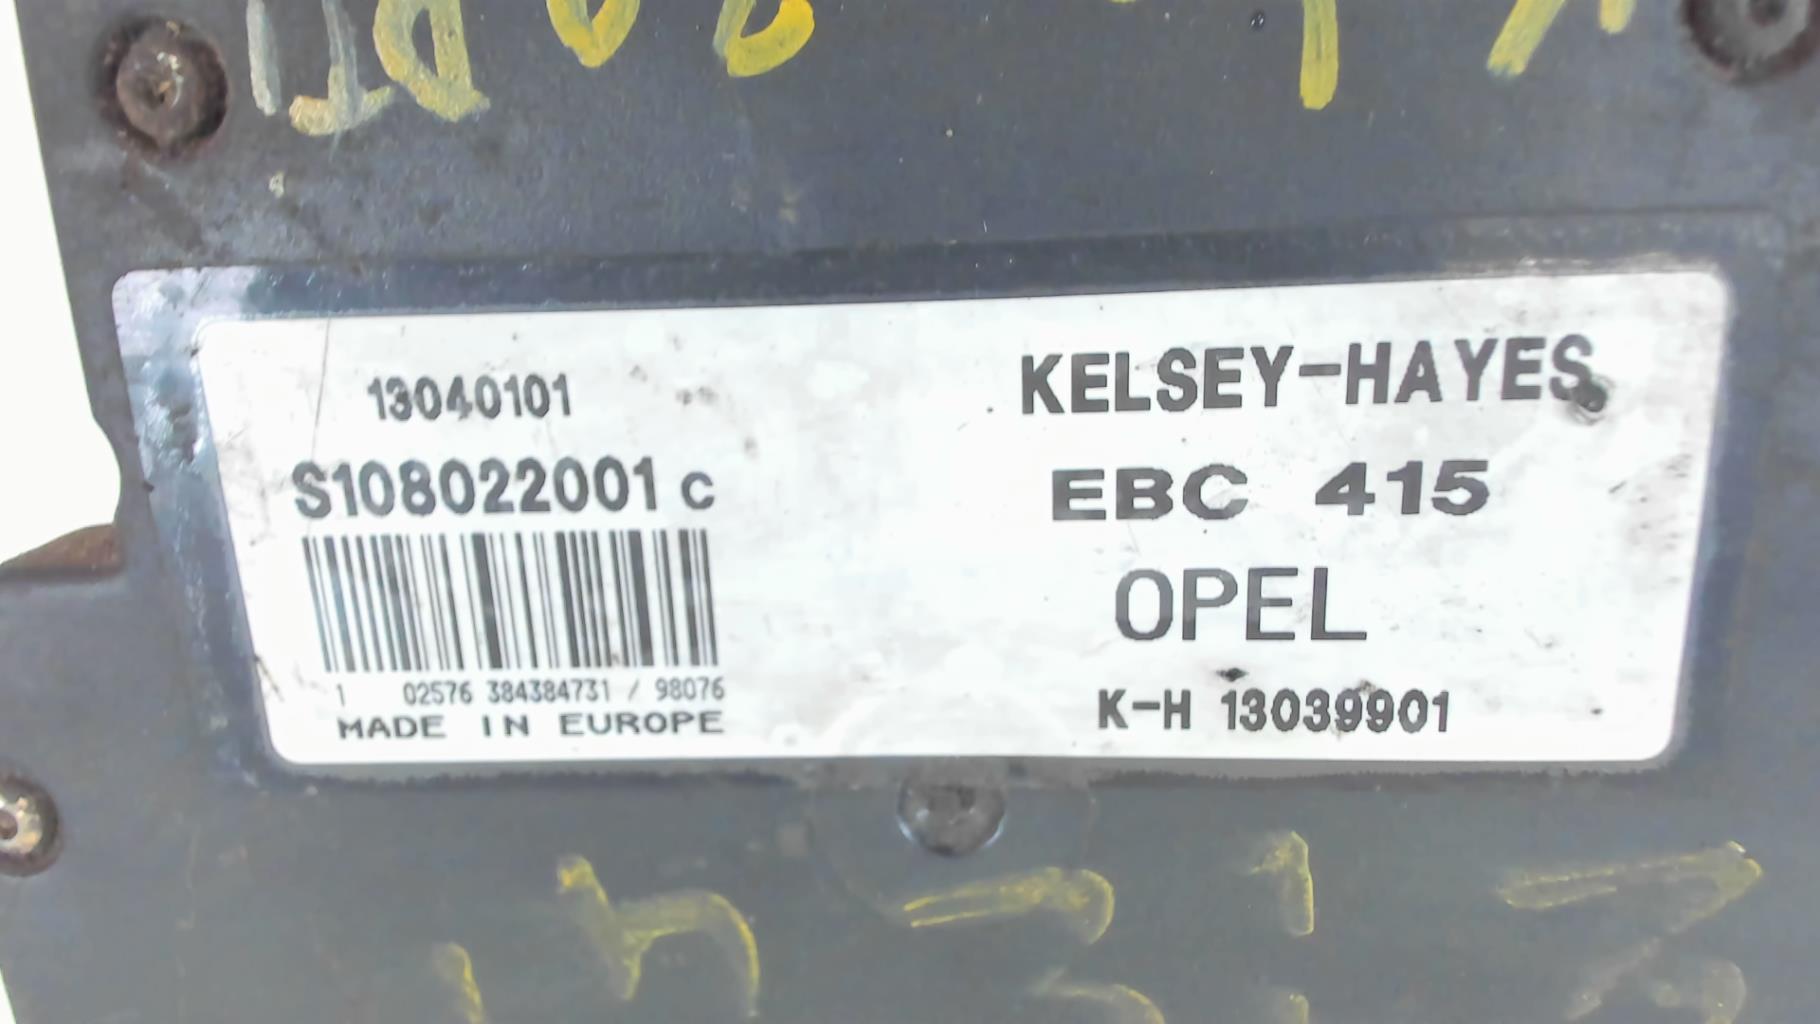 13040101
S108022001 C
1 02576 384384731 / 98076
MADE IN EUROPE
KELSEY-HAYES
EBC 415
OPEL
K-H 13039901